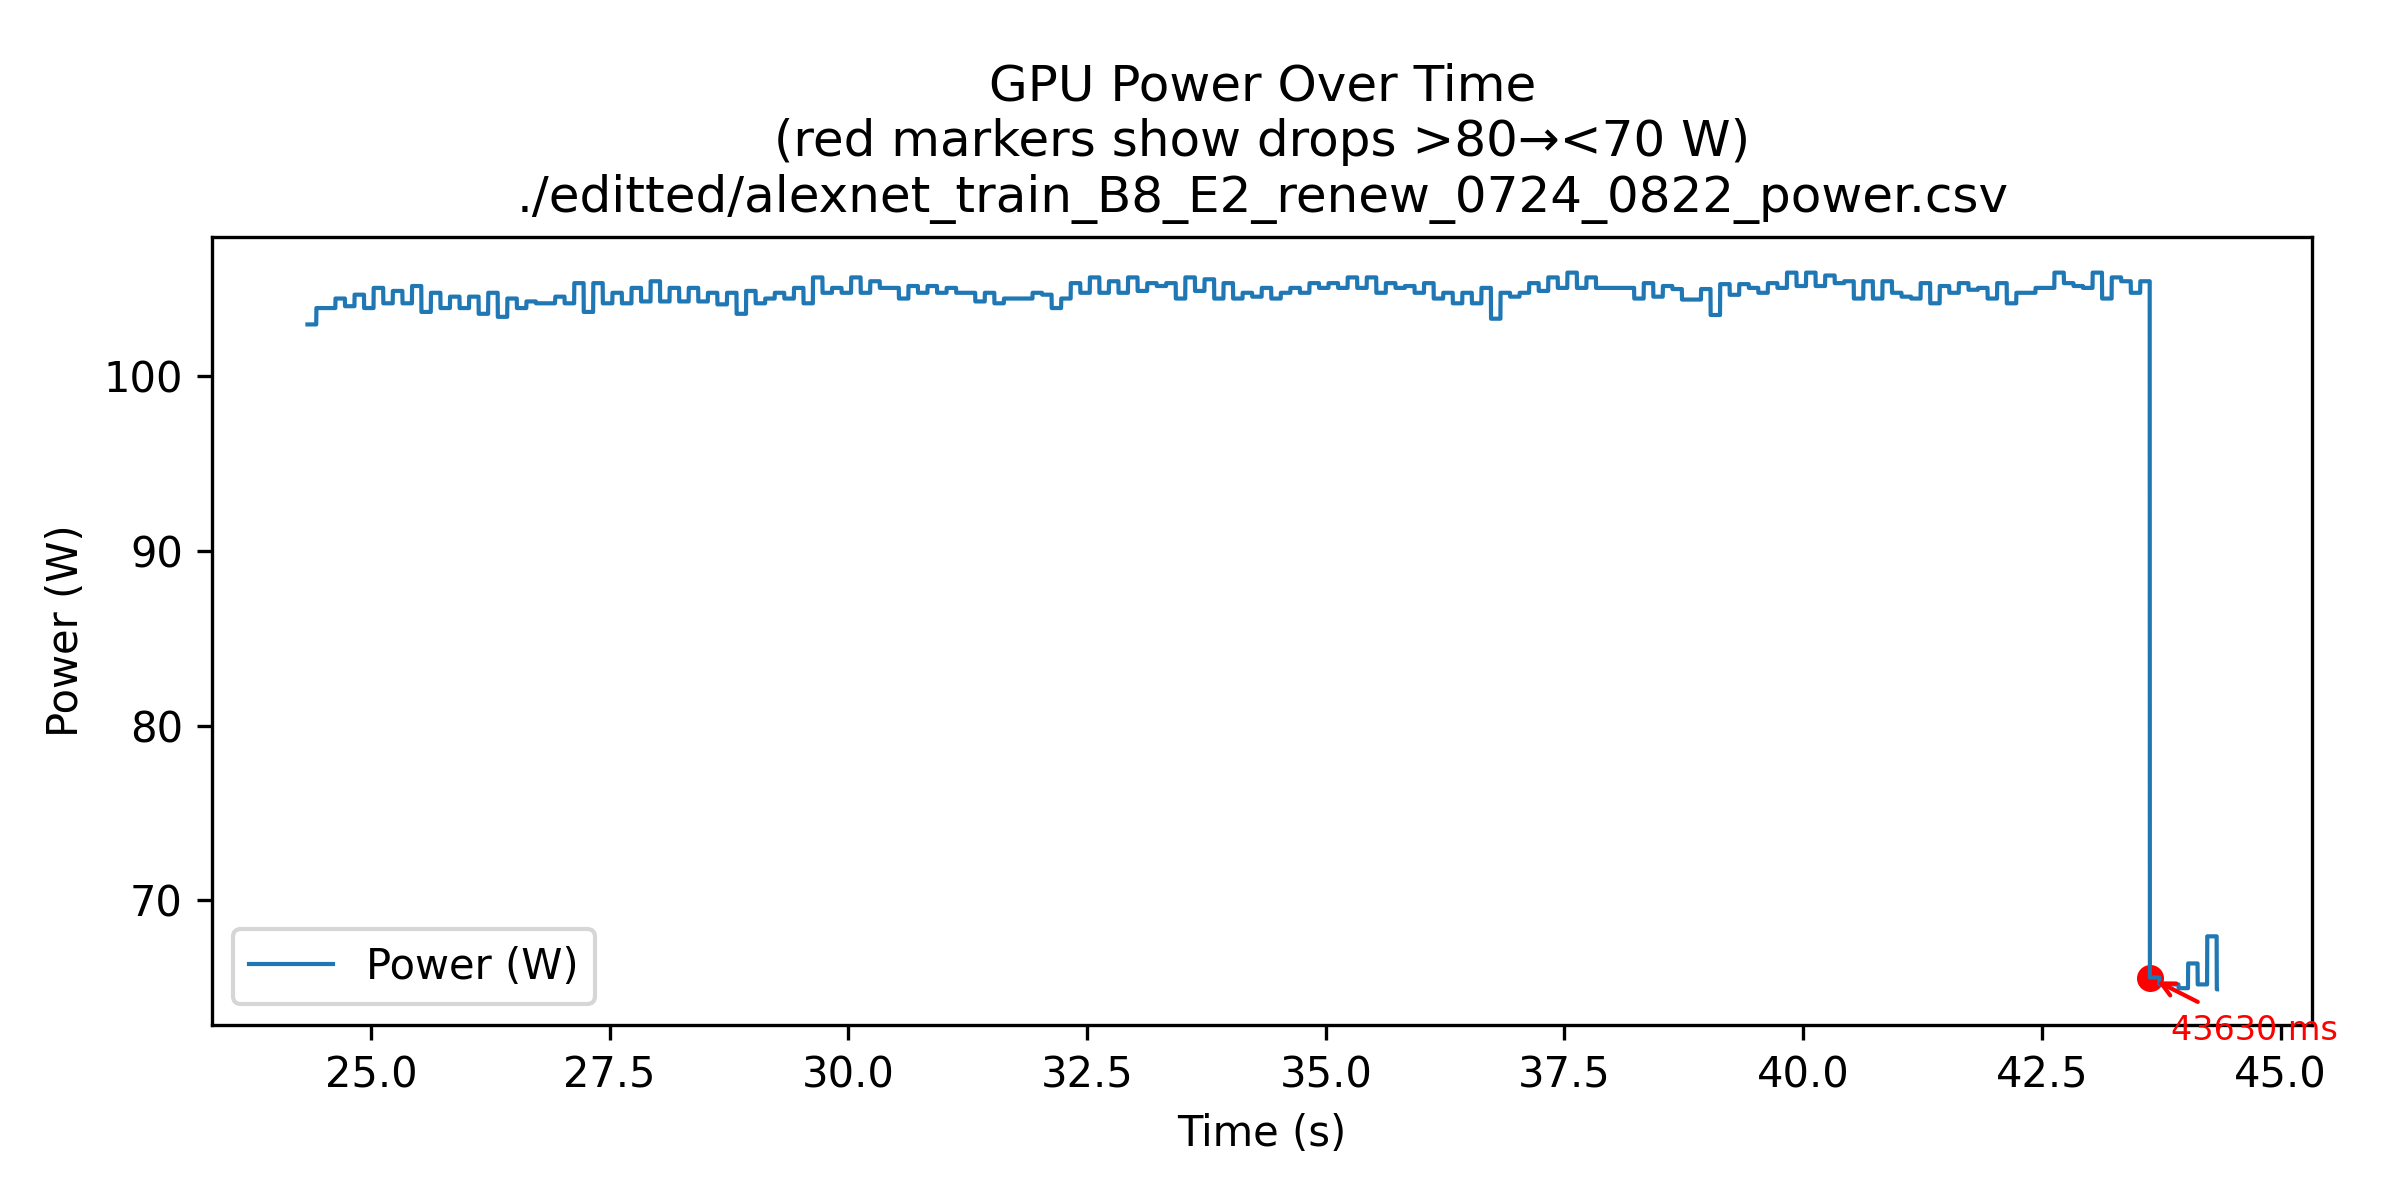 GPU Power Over Time
(red markers show drops >80→<70 W)
./editted/alexnet_train_B8_E2_renew_0724_0822_power.csv
Power (W)
100
90
80
70
Power (W)
43630 ms
25.0 27.5 30.0 32.5 35.0 37.5 40.0 42.5 45.0
Time (s)